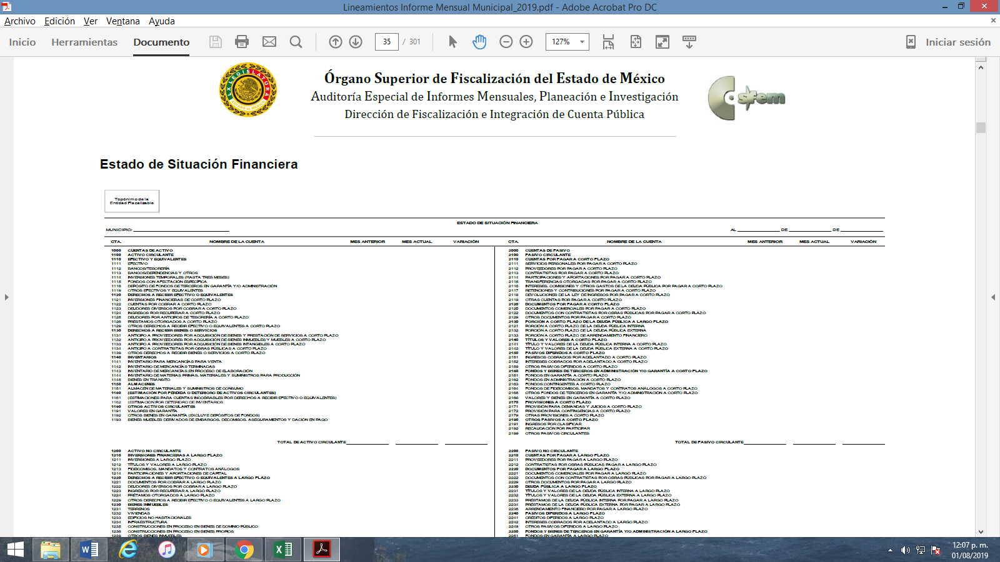 Lineamientos Informe Mensual Municipal_2019.pdf - Adobe Acrobat Pro DC
Archivo Edición Ver Ventana Ayuda
Inicio Herramientas Documento 35 / 301 127% Iniciar sesión
LX LEGISLATURA
Órgano Superior de Fiscalización del Estado de México
Auditoría Especial de Informes Mensuales, Planeación e Investigación
Dirección de Fiscalización e Integración de Cuenta Pública
osfem
Estado de Situación Financiera
Topónimo de la
Entidad Fiscalizable
ESTADO DE SITUACIÓN FINANCIERA
MUNICIPIO: AL DE DE
CTA. NOMBRE DE LA CUENTA MES ANTERIOR MES ACTUAL VARIACIÓN
1000 CUENTAS DE ACTIVO
1100 ACTIVO CIRCULANTE
1110 EFECTIVO Y EQUIVALENTES
1111 EFECTIVO
1112 BANCOS/TESORERÍA
1113 BANCOS/DEPENDENCIAS Y OTROS
1114 INVERSIONES TEMPORALES (HASTA TRES MESES)
1115 FONDOS CON AFECTACIÓN ESPECÍFICA
1116 DEPÓSITO DE FONDOS DE TERCEROS EN GARANTÍA Y/O ADMINISTRACIÓN
1119 OTROS EFECTIVOS Y EQUIVALENTES
1120 DERECHOS A RECIBIR EFECTIVO O EQUIVALENTES
1121 INVERSIONES FINANCIERAS DE CORTO PLAZO
1122 CUENTAS POR COBRAR A CORTO PLAZO
1123 DEUDORES DIVERSOS POR COBRAR A CORTO PLAZO
1124 INGRESOS POR RECUPERAR A CORTO PLAZO
1125 DEUDORES POR ANTICIPOS DE TESORERÍA A CORTO PLAZO
1126 PRÉSTAMOS OTORGADOS A CORTO PLAZO
1129 OTROS DERECHOS A RECIBIR EFECTIVO O EQUIVALENTES A CORTO PLAZO
1130 DERECHOS A RECIBIR BIENES O SERVICIOS
1131 ANTICIPO A PROVEEDORES POR ADQUISICIÓN DE BIENES Y PRESTACIÓN DE SERVICIOS A CORTO PLAZO
1132 ANTICIPO A PROVEEDORES POR ADQUISICIÓN DE BIENES INMUEBLES Y MUEBLES A CORTO PLAZO
1133 ANTICIPO A PROVEEDORES POR ADQUISICIÓN DE BIENES INTANGIBLES A CORTO PLAZO
1134 ANTICIPO A CONTRATISTAS POR OBRAS PÚBLICAS A CORTO PLAZO
1139 OTROS DERECHOS A RECIBIR BIENES O SERVICIOS A CORTO PLAZO
1140 INVENTARIOS
1141 INVENTARIO PARA MERCANCÍAS PARA VENTA
1142 INVENTARIO DE MERCANCÍAS TERMINADAS
1143 INVENTARIO DE MERCANCÍAS EN PROCESO DE ELABORACIÓN
1144 INVENTARIO DE MATERIAS PRIMAS, MATERIALES Y SUMINISTROS PARA PRODUCCIÓN
1145 BIENES EN TRÁNSITO
1150 ALMACENES
1151 ALMACÉN DE MATERIALES Y SUMINISTROS DE CONSUMO
1160 (ESTIMACIÓN POR PÉRDIDA O DETERIORO DE ACTIVOS CIRCULANTES)
1161 (ESTIMACIONES PARA CUENTAS INCOBRABLES POR DERECHOS A RECIBIR EFECTIVO O EQUIVALENTES)
1162 (ESTIMACIÓN POR DETERIORO DE INVENTARIOS
1190 OTROS ACTIVOS CIRCULANTES
1191 VALORES EN GARANTÍA
1192 OTROS BIENES EN GARANTÍA (EXCLUYE DEPÓSITOS DE FONDOS)
1193 BIENES MUEBLES DERIVADOS DE EMBARGOS, DECOMISOS, ASEGURAMIENTOS Y DACIÓN EN PAGO
TOTAL DE ACTIVO CIRCULANTE
1200 ACTIVO NO CIRCULANTE
1210 INVERSIONES FINANCIERAS A LARGO PLAZO
1211 INVERSIONES A LARGO PLAZO
1212 TÍTULOS Y VALORES A LARGO PLAZO
1213 FIDEICOMISOS, MANDATOS Y CONTRATOS ANÁLOGOS
1214 PARTICIPACIONES Y APORTACIONES DE CAPITAL
1220 DERECHOS A RECIBIR EFECTIVO O EQUIVALENTES A LARGO PLAZO
1221 DOCUMENTOS POR COBRAR A LARGO PLAZO
1222 DEUDORES DIVERSOS POR COBRAR A LARGO PLAZO
1223 INGRESOS POR RECUPERAR A LARGO PLAZO
1224 PRÉTAMOS OTORGADOS A LARGO PLAZO
1229 OTROS DERECHOS A RECIBIR EFECTIVO O EQUIVALENTES A LARGO PLAZO
1230 BIENES INMUEBLES
1231 TERRENOS
1232 VIVIENDAS
1233 EDIFICIOS NO HABITACIONALES
1234 INFRAESTRUCTURA
1235 CONSTRUCCIONES EN PROCESO EN BIENES DE DOMINIO PÚBLICO
1236 CONSTRUCCIONES EN PROCESO EN BIENES PROPIOS
1239 OTROS BIENES INMUEBLES
CTA. NOMBRE DE LA CUENTA MES ANTERIOR MES ACTUAL VARIACIÓN
2000 CUENTAS DE PASIVO
2100 PASIVO CIRCULANTE
2110 CUENTAS POR PAGAR A CORTO PLAZO
2111 SERVICIOS PERSONALES POR PAGAR A CORTO PLAZO
2112 PROVEEDORES POR PAGAR A CORTO PLAZO
2113 CONTRATISTAS POR PAGAR A CORTO PLAZO
2114 PARTICIPACIONES Y APORTACIONES POR PAGAR A CORTO PLAZO
2115 TRANSFERENCIAS OTORGADAS POR PAGAR A CORTO PLAZO
2116 INTERESES, COMISIONES Y OTROS GASTOS DE LA DEUDA PÚBLICA POR PAGAR A CORTO PLAZO
2117 RETENCIONES Y CONTRIBUCIONES POR PAGAR A CORTO PLAZO
2118 DEVOLUCIONES DE LA LEY DE INGRESOS POR PAGAR A CORTO PLAZO
2119 OTRAS CUENTAS POR PAGAR A CORTO PLAZO
2120 DOCUMENTOS POR PAGAR A CORTO PLAZO
2120 DOCUMENTOS COMERCIALES POR PAGAR A CORTO PLAZO
2122 DOCUMENTOS CON CONTRATISTAS POR OBRAS PÚBLICAS POR PAGAR A CORTO PLAZO
2129 OTROS DOCUMENTOS POR PAGAR A CORTO PLAZO
2130 PORCIÓN A CORTO PLAZO DE LA DEUDA PÚBLICA A LARGO PLAZO
2131 PORCIÓN A CORTO PLAZO DE LA DEUDA PÚBLICA INTERNA
2132 PORCIÓN A CORTO PLAZO DE LA DEUDA PÚBLICA EXTERNA
2133 PORCIÓN A CORTO PLAZO DE ARRENDAMIENTO FINANCIERO
2140 TÍTULOS Y VALORES A CORTO PLAZO
2141 TÍTULO Y VALORES DE LA DEUDA PÚBLICA INTERNA A CORTO PLAZO
2142 TÍTULO Y VALORES DE LA DEUDA PÚBLICA EXTERNA A CORTO PLAZO
2150 PASIVOS DIFERIDOS A CORTO PLAZO
2151 INGRESOS COBRADOS POR ADELANTADO A CORTO PLAZO
2152 INTERESES COBRADOS POR ADELANTADO A CORTO PLAZO
2159 OTROS PASIVOS DIFERIDOS A CORTO PLAZO
2160 FONDOS Y BIENES DE TERCEROS EN ADMINISTRACIÓN Y/O GARANTÍA A CORTO PLAZO
2161 FONDOS EN GARANTÍA A CORTO PLAZO
2162 FONDOS EN ADMINISTRACIÓN A CORTO PLAZO
2163 FONDOS CONTINGENTES A CORTO PLAZO
2164 FONDOS DE FIDEICOMISOS, MANDATOS Y CONTRATOS ANÁLOGOS A CORTO PLAZO
2165 OTROS FONDOS DE TERCEROS EN GARANTÍA Y/O ADMINISTRACIÓN A CORTO PLAZO
2166 VALORES Y BIENES EN GARANTÍA A CORTO PLAZO
2170 PROVISIONES A CORTO PLAZO
2171 PROVISIÓN PARA DEMANDAS Y JUICIOS A CORTO PLAZO
2172 PROVISIÓN PARA CONTINGENCIAS A CORTO PLAZO
2179 OTRAS PROVISIONES A CORTO PLAZO
2190 OTROS PASIVOS A CORTO PLAZO
2191 INGRESOS POR CLASIFICAR
2192 RECAUDACIÓN POR PARTICIPAR
2199 OTROS PASIVOS CIRCULANTES
TOTAL DE PASIVO CIRCULANTE
2200 PASIVO NO CIRCULANTE
2210 CUENTAS POR PAGAR A LARGO PLAZO
2211 PROVEEDORES POR PAGAR A LARGO PLAZO
2212 CONTRATISTAS POR OBRAS PÚBLICAS PAGAR A LARGO PLAZO
2220 DOCUMENTOS POR PAGAR A LARGO PLAZO
2221 DOCUMENTOS COMERCIALES POR PAGAR A LARGO PLAZO
2222 DOCUMENTOS CON CONTRATISTAS POR OBRAS PÚBLICAS POR PAGAR A LARGO PLAZO
2229 OTROS DOCUMENTOS POR PAGAR A LARGO PLAZO
2230 DEUDA PÚBLICA A LARGO PLAZO
2231 TÍTULOS Y VALORES DE LA DEUDA PÚBLICA INTERNA A LARGO PLAZO
2232 TÍTULOS Y VALORES DE LA DEUDA PÚBLICA EXTERNA A LARGO PLAZO
2233 PRÉSTAMOS DE LA DEUDA PÚBLICA INTERNA POR PAGAR A LARGO PLAZO
2234 PRÉSTAMOS DE LA DEUDA PÚBLICA EXTERNA POR PAGAR A LARGO PLAZO
2235 ARRENDAMIENTO FINANCIERO POR PAGAR A LARGO PLAZO
2240 PASIVOS DIFERIDOS A LARGO PLAZO
2241 CRÉDITOS DIFERIDOS A LARGO PLAZO
2242 INTERESES COBRADOS POR ADELANTADO A LARGO PLAZO
2249 OTROS PASIVOS DIFERIDOS A LARGO PLAZO
2250 FONDOS Y BIENES DE TERCEROS EN GARANTÍA Y/O ADMINISTRACIÓN A LARGO PLAZO
2251 FONDOS EN GARANTÍA A LARGO PLAZO
12:07 p. m.
01/08/2019